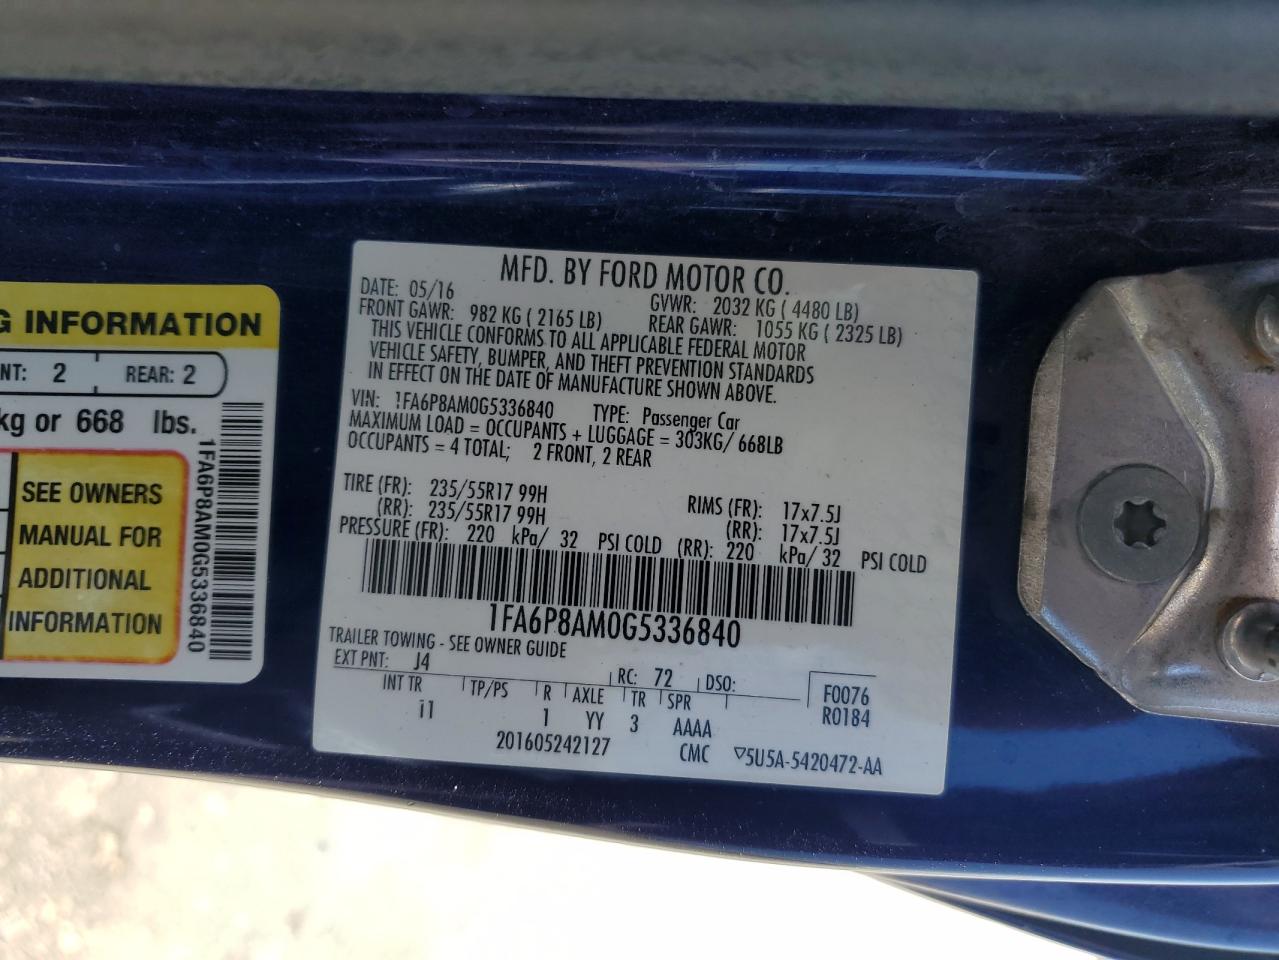 G INFORMATION
NT: 2 REAR: 2
kg or 668 lbs.
SEE OWNERS
MANUAL FOR
ADDITIONAL
INFORMATION
1FA6P8AM0G5336840
MFD. BY FORD MOTOR CO.
DATE: 05/16 GVWR: 2032 KG ( 4480 LB)
FRONT GAWR: 982 KG ( 2165 LB) REAR GAWR: 1055 KG ( 2325 LB)
THIS VEHICLE CONFORMS TO ALL APPLICABLE FEDERAL MOTOR
VEHICLE SAFETY, BUMPER, AND THEFT PREVENTION STANDARDS
IN EFFECT ON THE DATE OF MANUFACTURE SHOWN ABOVE.
VIN: 1FA6P8AM0G5336840 TYPE: Passenger Car
MAXIMUM LOAD = OCCUPANTS + LUGGAGE = 303KG/ 668LB
OCCUPANTS = 4 TOTAL; 2 FRONT, 2 REAR
TIRE (FR): 235/55R17 99H RIMS (FR): 17x7.5J
(RR): 235/55R17 99H (RR): 17x7.5J
PRESSURE (FR): 220 kPa/ 32 PSI COLD (RR): 220 kPa/ 32 PSI COLD
1FA6P8AM0G5336840
TRAILER TOWING - SEE OWNER GUIDE
EXT PNT: J4 RC: 72 DSO: F0076
INT TR TP/PS R AXLE TR SPR R0184
i1 1 YY 3 AAAA
201605242127 CMC ▽5U5A-5420472-AA